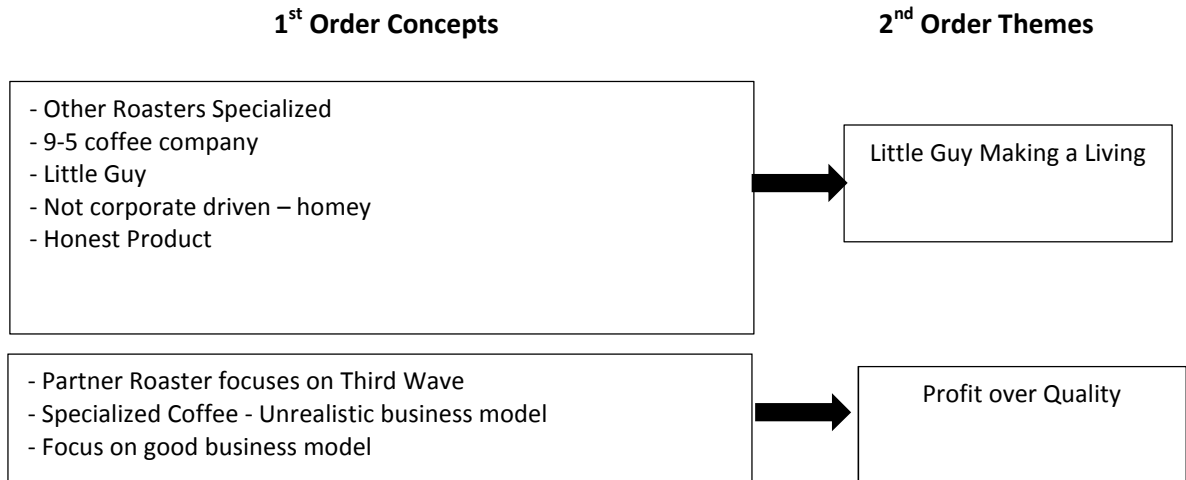 1st Order Concepts
2nd Order Themes
- Other Roasters Specialized
- 9-5 coffee company
- Little Guy
- Not corporate driven – homey
- Honest Product
Little Guy Making a Living
- Partner Roaster focuses on Third Wave
- Specialized Coffee - Unrealistic business model
- Focus on good business model
Profit over Quality